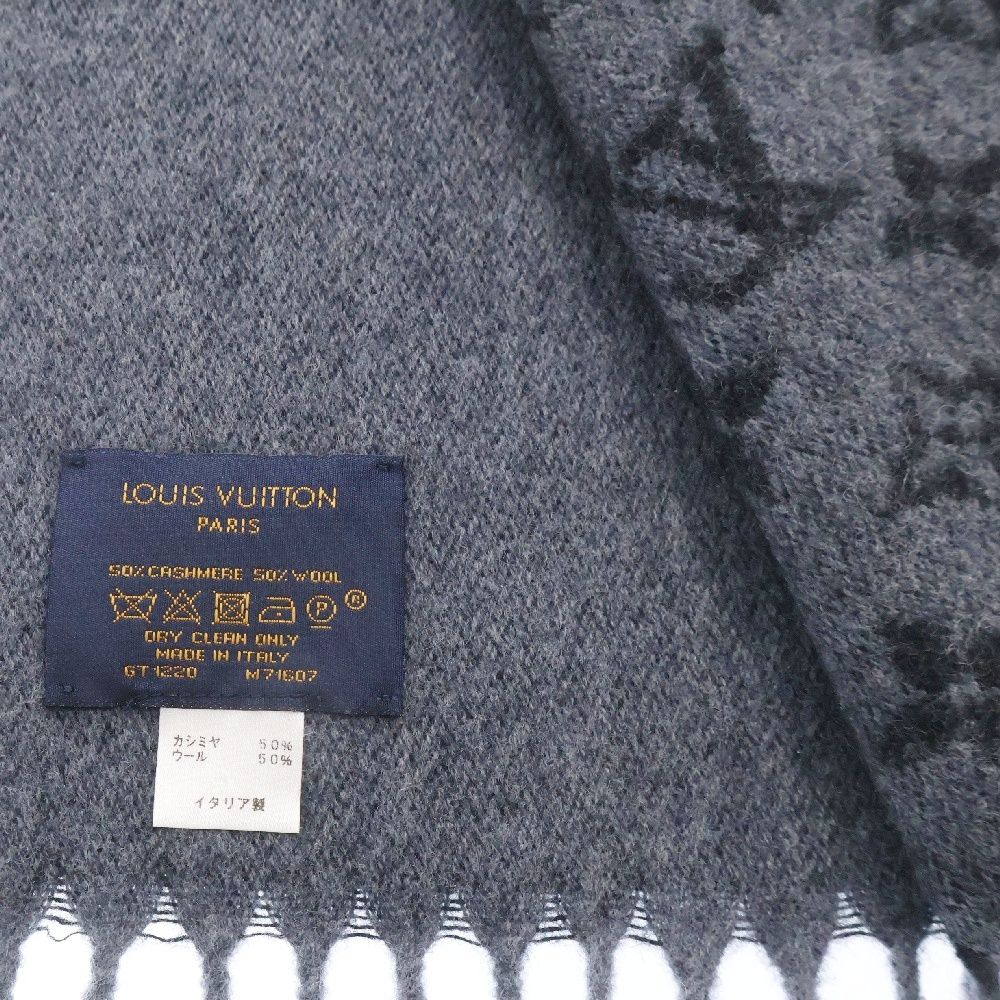 LOUIS VUITTON
PARIS
50% CASHMERE 50% WOOL
P ®
DRY CLEAN ONLY
MADE IN ITALY
GT1220 M71607
カシミヤ 50%
ウール 50%
イタリア製